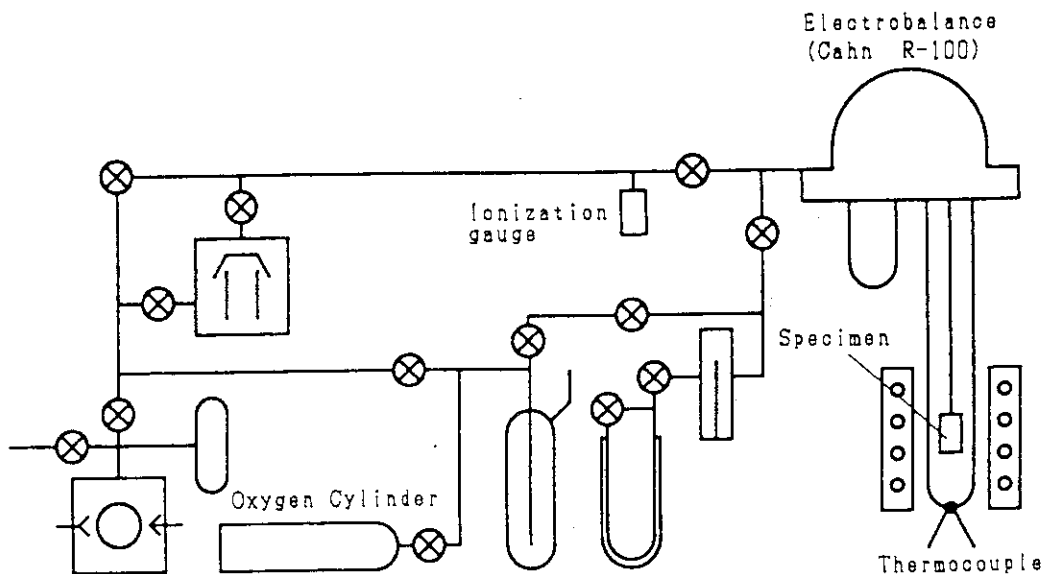 Electrobalance
(Cahn R-100)
Ionization
gauge
Specimen
Oxygen Cylinder
Thermocouple